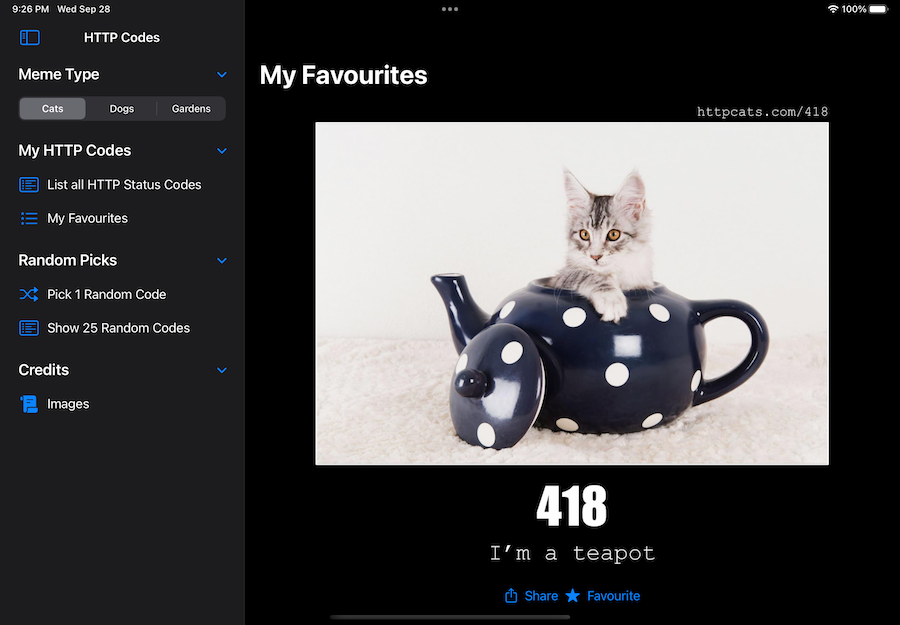 9:26 PM Wed Sep 28
100%
HTTP Codes
Meme Type
Cats Dogs Gardens
My HTTP Codes
List all HTTP Status Codes
My Favourites
Random Picks
Pick 1 Random Code
Show 25 Random Codes
Credits
Images
My Favourites
httpcats.com/418
418
I’m a teapot
Share Favourite